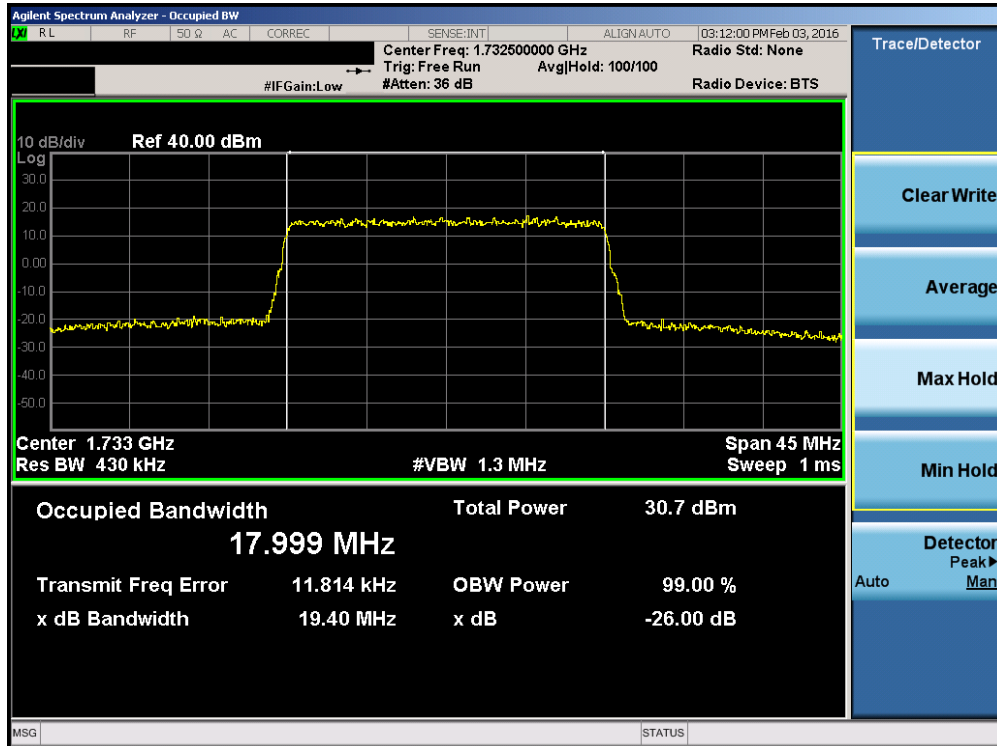 Agilent Spectrum Analyzer - Occupied BW
LXI RL RF 50 Ω AC CORREC SENSE:INT ALIGN AUTO 03:12:00 PM Feb 03, 2016
Center Freq: 1.732500000 GHz Radio Std: None
Trig: Free Run Avg|Hold: 100/100
#IFGain:Low #Atten: 36 dB Radio Device: BTS
10 dB/div Ref 40.00 dBm
Log
30.0
20.0
10.0
0.00
-10.0
-20.0
-30.0
-40.0
-50.0
Center 1.733 GHz Span 45 MHz
Res BW 430 kHz #VBW 1.3 MHz Sweep 1 ms
Occupied Bandwidth Total Power 30.7 dBm
17.999 MHz
Transmit Freq Error 11.814 kHz OBW Power 99.00 %
x dB Bandwidth 19.40 MHz x dB -26.00 dB
MSG STATUS
Trace/Detector
Clear Write
Average
Max Hold
Min Hold
Detector
Peak▶
Auto Man